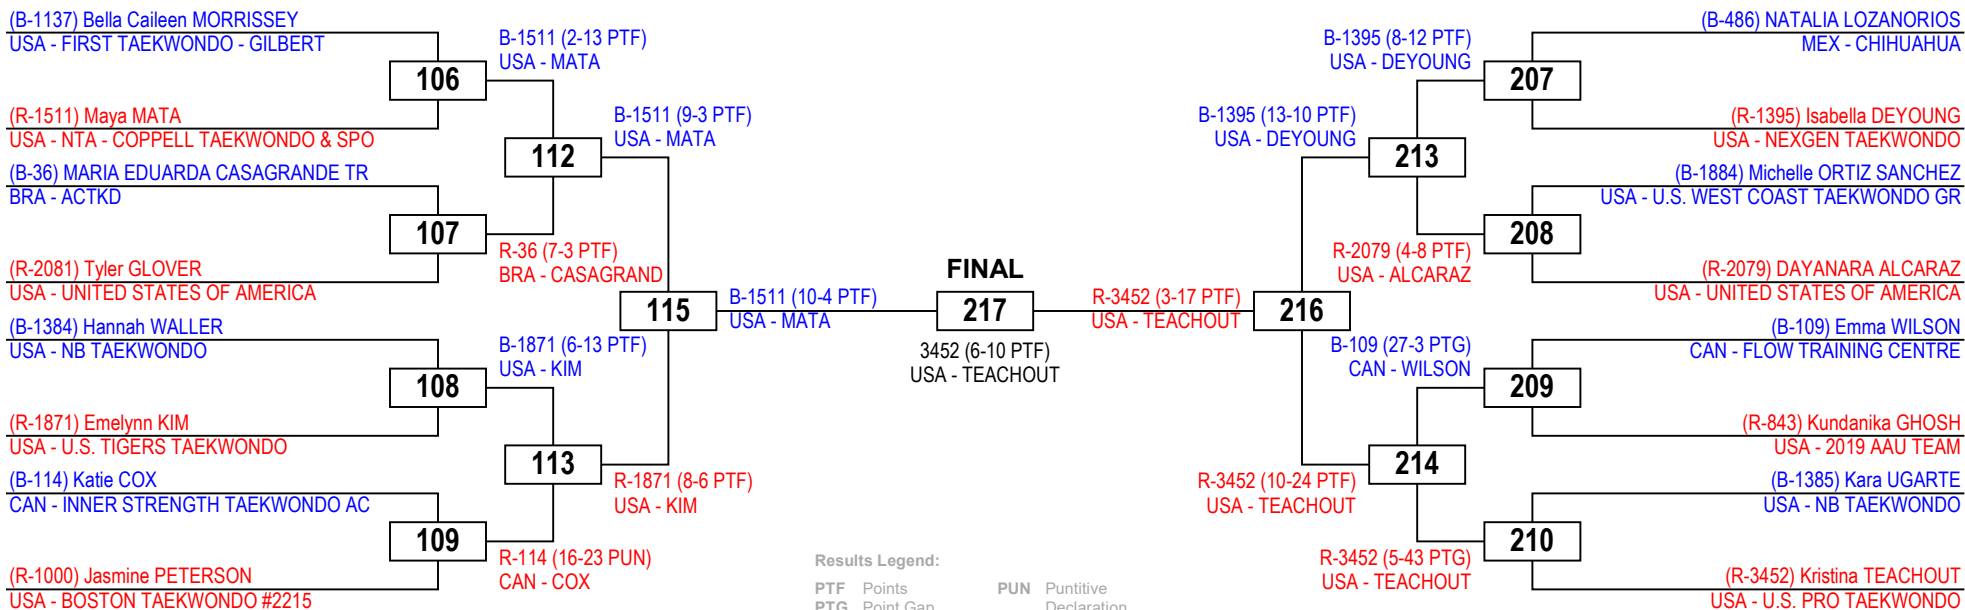 (B-1137) Bella Caileen MORRISSEY
USA - FIRST TAEKWONDO - GILBERT
106
(R-1511) Maya MATA
USA - NTA - COPPELL TAEKWONDO & SPO
B-1511 (2-13 PTF)
USA - MATA
112
B-1511 (9-3 PTF)
USA - MATA
(B-36) MARIA EDUARDA CASAGRANDE TR
BRA - ACTKD
107
(R-2081) Tyler GLOVER
USA - UNITED STATES OF AMERICA
R-36 (7-3 PTF)
BRA - CASAGRAND
115
B-1511 (10-4 PTF)
USA - MATA
(B-1384) Hannah WALLER
USA - NB TAEKWONDO
108
(R-1871) Emelynn KIM
USA - U.S. TIGERS TAEKWONDO
B-1871 (6-13 PTF)
USA - KIM
113
R-1871 (8-6 PTF)
USA - KIM
(B-114) Katie COX
CAN - INNER STRENGTH TAEKWONDO AC
109
(R-1000) Jasmine PETERSON
USA - BOSTON TAEKWONDO #2215
R-114 (16-23 PUN)
CAN - COX
FINAL
217
3452 (6-10 PTF)
USA - TEACHOUT
R-3452 (3-17 PTF)
USA - TEACHOUT
216
B-1395 (13-10 PTF)
USA - DEYOUNG
213
B-1395 (8-12 PTF)
USA - DEYOUNG
207
(B-486) NATALIA LOZANORIOS
MEX - CHIHUAHUA
(R-1395) Isabella DEYOUNG
USA - NEXGEN TAEKWONDO
R-2079 (4-8 PTF)
USA - ALCARAZ
208
(B-1884) Michelle ORTIZ SANCHEZ
USA - U.S. WEST COAST TAEKWONDO GR
(R-2079) DAYANARA ALCARAZ
USA - UNITED STATES OF AMERICA
B-109 (27-3 PTG)
CAN - WILSON
209
(B-109) Emma WILSON
CAN - FLOW TRAINING CENTRE
(R-843) Kundanika GHOSH
USA - 2019 AAU TEAM
214
R-3452 (10-24 PTF)
USA - TEACHOUT
R-3452 (5-43 PTG)
USA - TEACHOUT
210
(B-1385) Kara UGARTE
USA - NB TAEKWONDO
(R-3452) Kristina TEACHOUT
USA - U.S. PRO TAEKWONDO
Results Legend:
PTF Points PUN Puntitive
PTG Point Gap Declaration